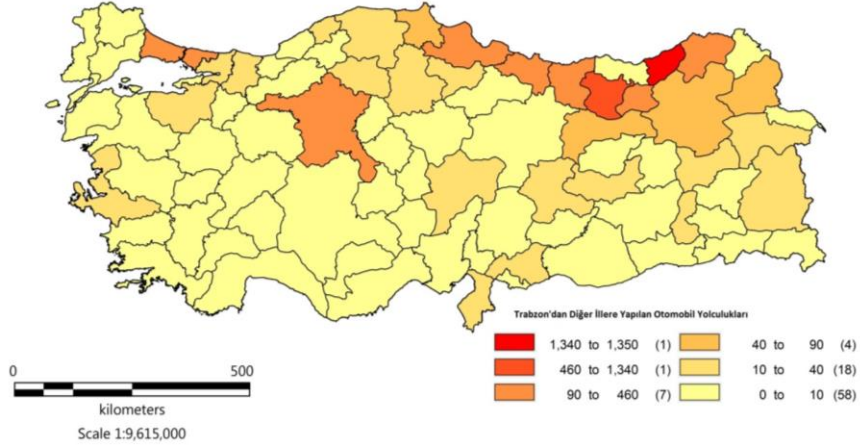 Trabzon'dan Diğer İllere Yapılan Otomobil Yolculukları
1,340 to 1,350 (1)
460 to 1,340 (1)
90 to 460 (7)
40 to 90 (4)
10 to 40 (18)
0 to 10 (58)
0 500
kilometers
Scale 1:9,615,000